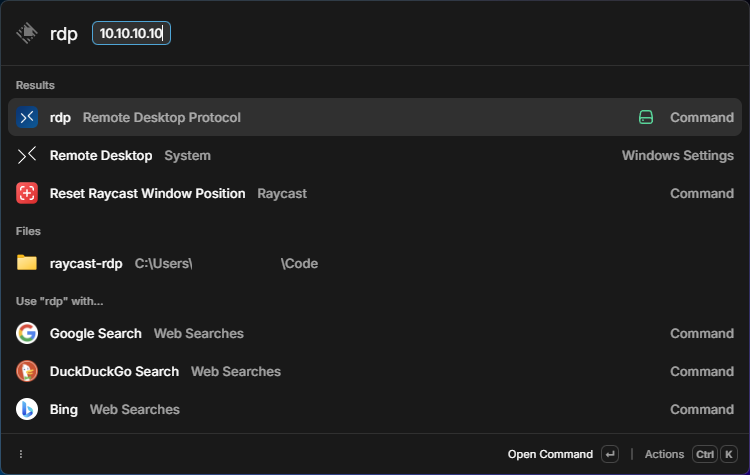 rdp 10.10.10.10
Results
rdp Remote Desktop Protocol Command
Remote Desktop System Windows Settings
Reset Raycast Window Position Raycast Command
Files
raycast-rdp C:\Users\ \Code
Use "rdp" with...
Google Search Web Searches Command
DuckDuckGo Search Web Searches Command
Bing Web Searches Command
Open Command ↵ | Actions Ctrl K